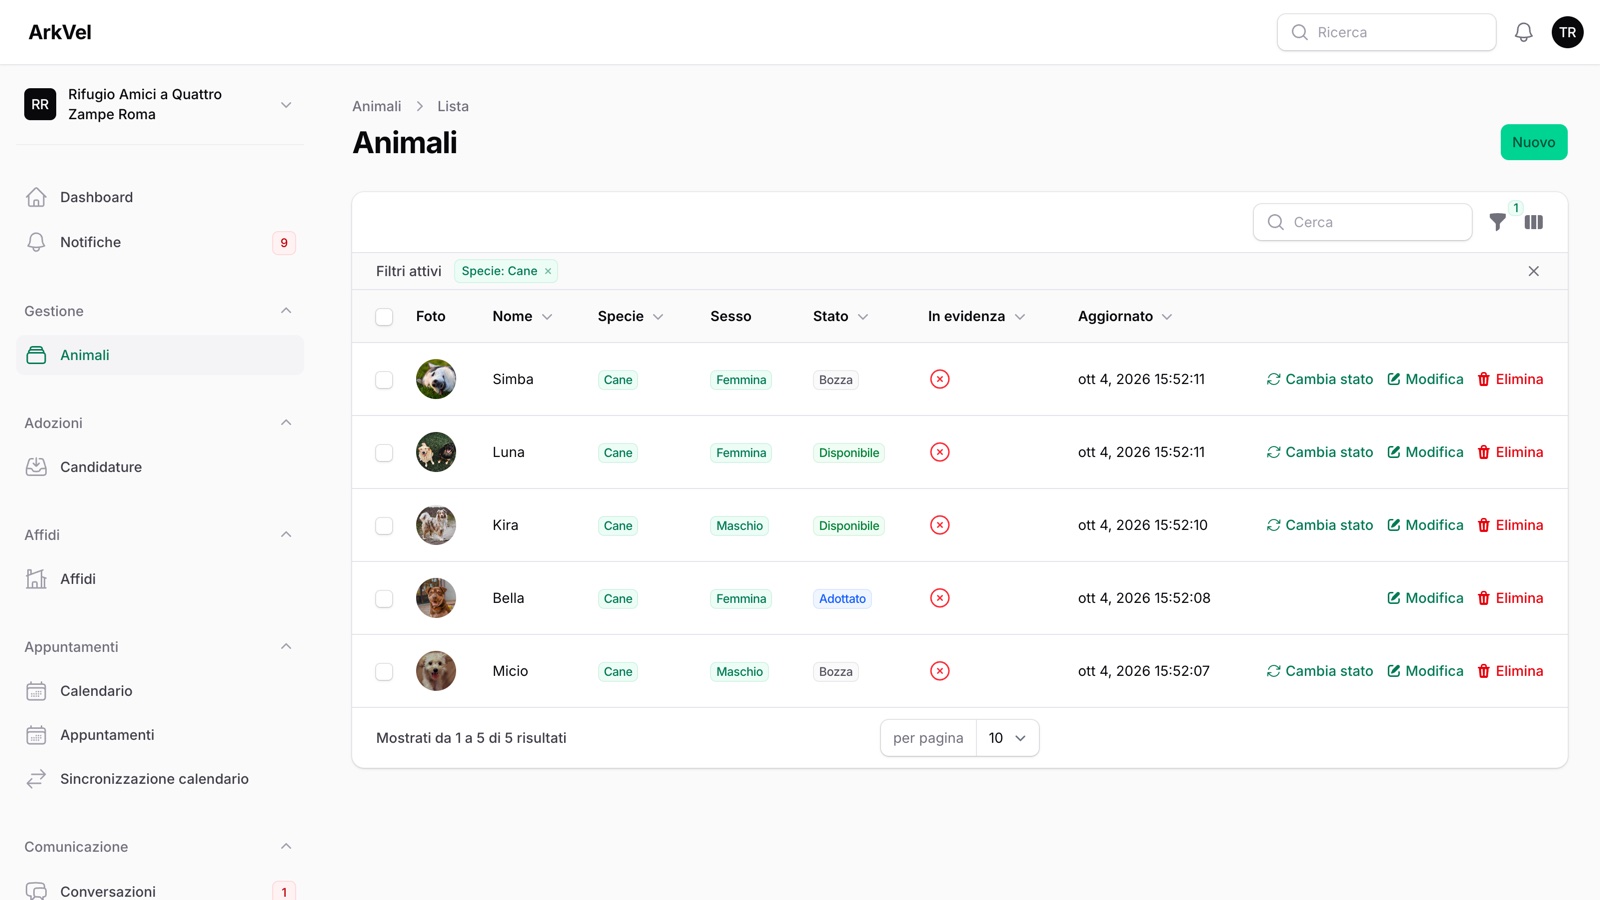 ArkVel
Ricerca
TR
RR
Rifugio Amici a Quattro
Zampe Roma
Dashboard
Notifiche 9
Gestione
Animali
Adozioni
Candidature
Affidi
Affidi
Appuntamenti
Calendario
Appuntamenti
Sincronizzazione calendario
Comunicazione
Conversazioni 1
Animali Lista
Animali
Nuovo
Cerca
1
Filtri attivi Specie: Cane ×
Foto Nome Specie Sesso Stato In evidenza Aggiornato
Simba Cane Femmina Bozza ott 4, 2026 15:52:11 Cambia stato Modifica Elimina
Luna Cane Femmina Disponibile ott 4, 2026 15:52:11 Cambia stato Modifica Elimina
Kira Cane Maschio Disponibile ott 4, 2026 15:52:10 Cambia stato Modifica Elimina
Bella Cane Femmina Adottato ott 4, 2026 15:52:08 Modifica Elimina
Micio Cane Maschio Bozza ott 4, 2026 15:52:07 Cambia stato Modifica Elimina
Mostrati da 1 a 5 di 5 risultati
per pagina 10